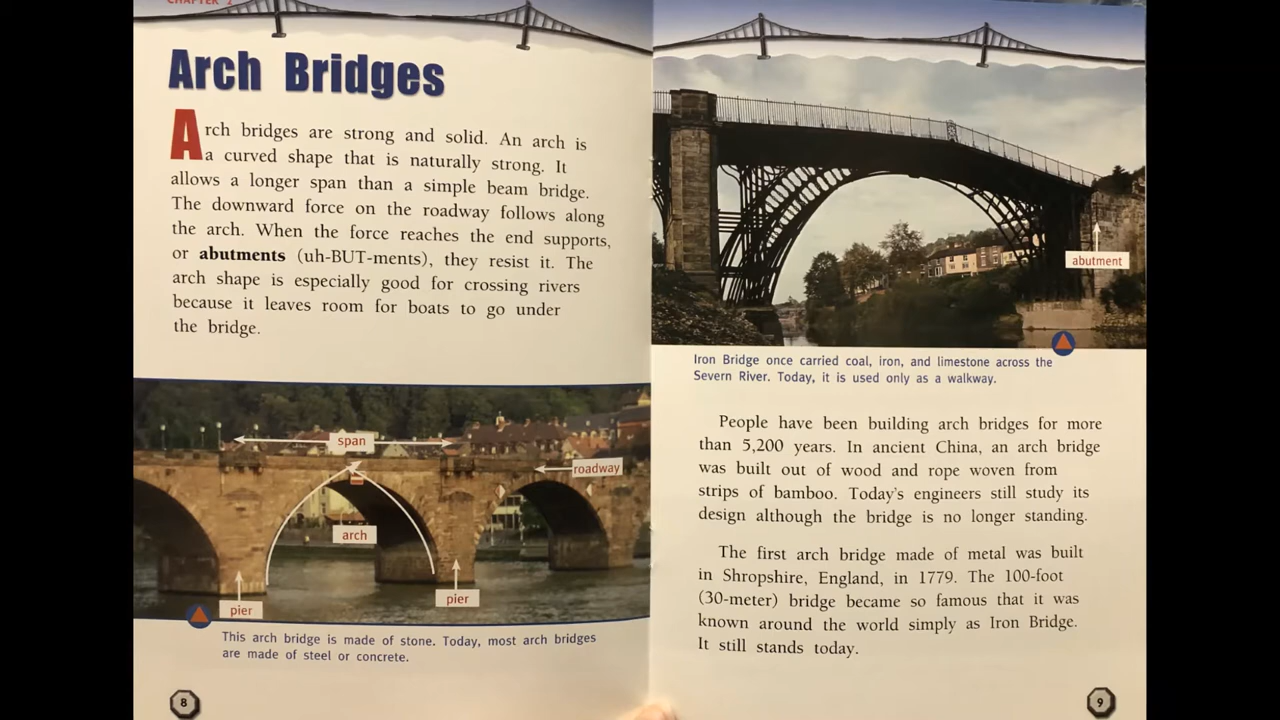 CHAPTER 2
Arch Bridges
Arch bridges are strong and solid. An arch is
a curved shape that is naturally strong. It
allows a longer span than a simple beam bridge.
The downward force on the roadway follows along
the arch. When the force reaches the end supports,
or abutments (uh-BUT-ments), they resist it. The
arch shape is especially good for crossing rivers
because it leaves room for boats to go under
the bridge.
span
roadway
arch
pier
pier
This arch bridge is made of stone. Today, most arch bridges
are made of steel or concrete.
8
abutment
Iron Bridge once carried coal, iron, and limestone across the
Severn River. Today, it is used only as a walkway.
People have been building arch bridges for more
than 5,200 years. In ancient China, an arch bridge
was built out of wood and rope woven from
strips of bamboo. Today's engineers still study its
design although the bridge is no longer standing.
The first arch bridge made of metal was built
in Shropshire, England, in 1779. The 100-foot
(30-meter) bridge became so famous that it was
known around the world simply as Iron Bridge.
It still stands today.
9